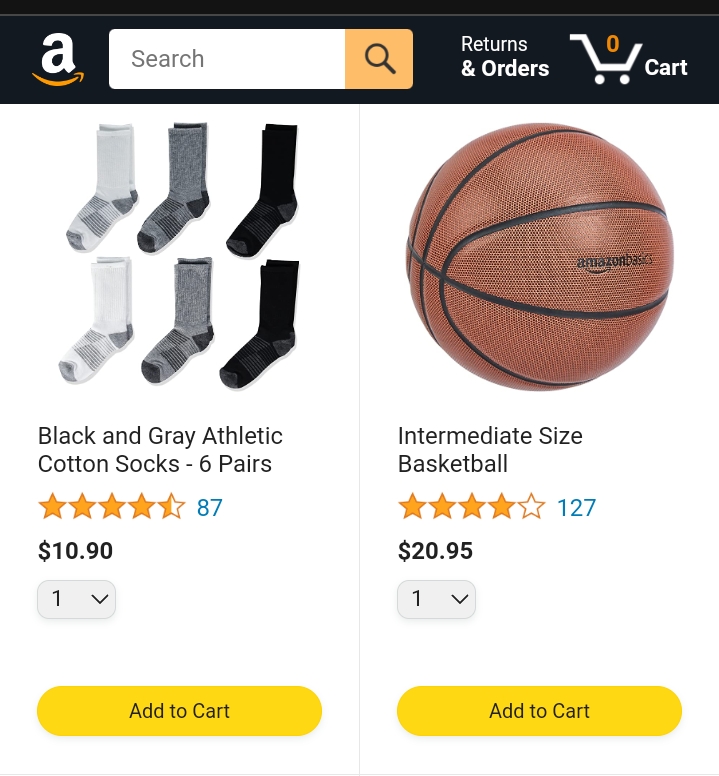 a
Search
Returns
& Orders
0
Cart
amazonbasics
Black and Gray Athletic
Cotton Socks - 6 Pairs
87
$10.90
1
Add to Cart
Intermediate Size
Basketball
127
$20.95
1
Add to Cart